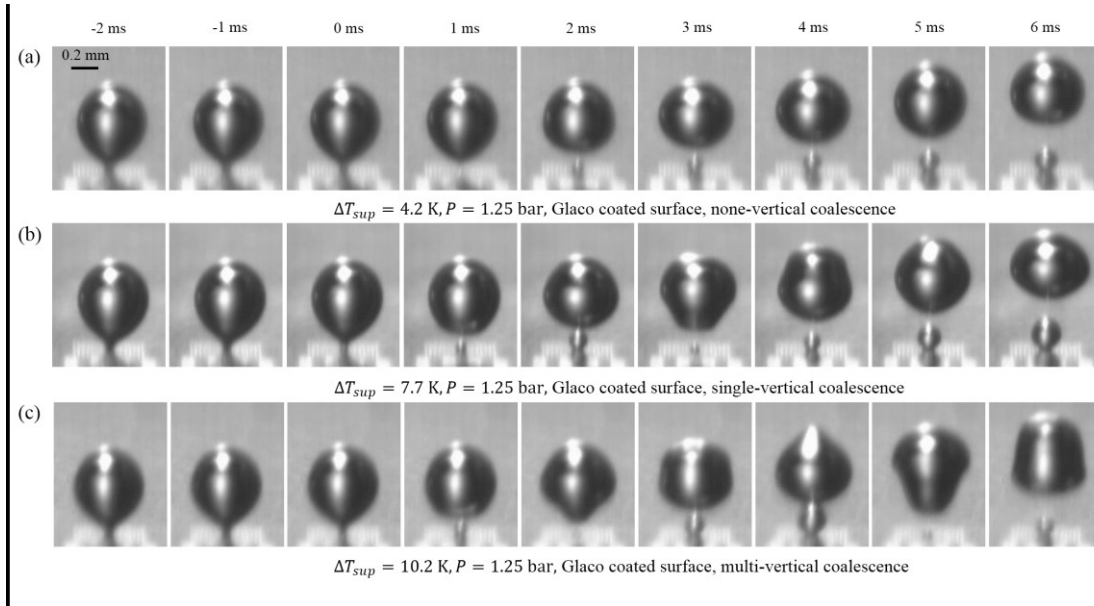 -2 ms -1 ms 0 ms 1 ms 2 ms 3 ms 4 ms 5 ms 6 ms
(a)
0.2 mm
ΔT_sup = 4.2 K, P = 1.25 bar, Glaco coated surface, none-vertical coalescence
(b)
ΔT_sup = 7.7 K, P = 1.25 bar, Glaco coated surface, single-vertical coalescence
(c)
ΔT_sup = 10.2 K, P = 1.25 bar, Glaco coated surface, multi-vertical coalescence